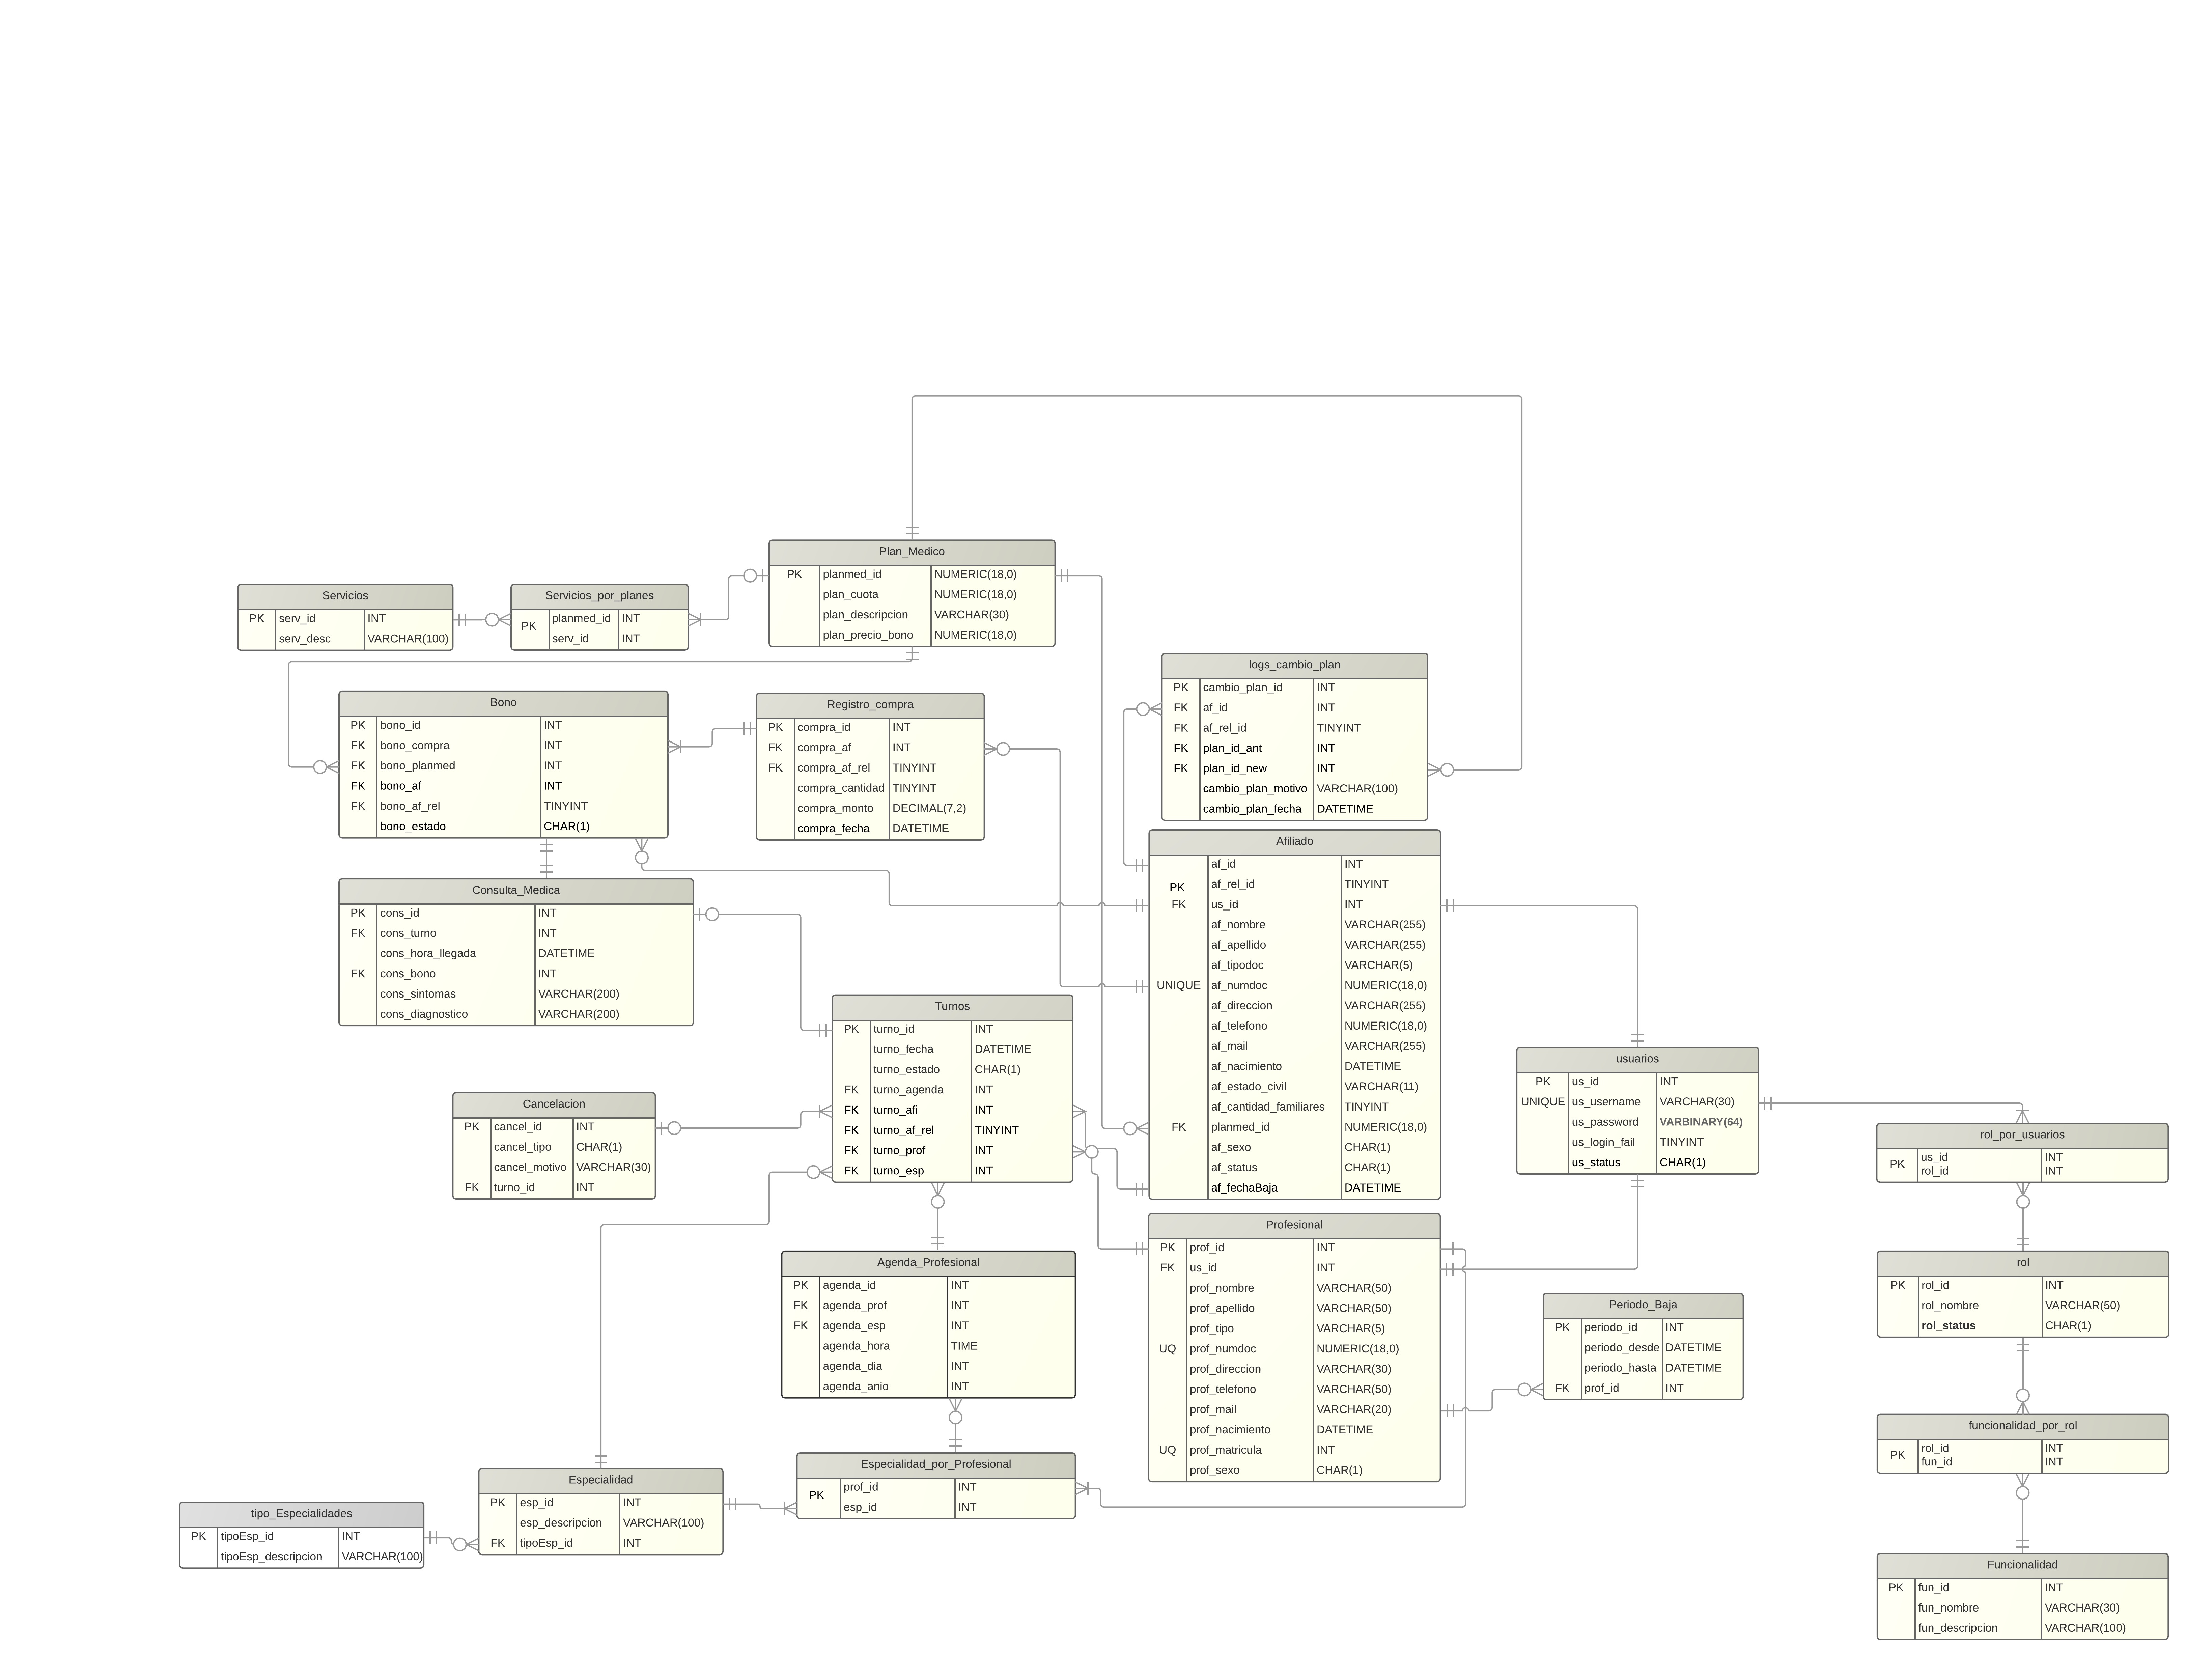 Plan_Medico
PK planmed_id NUMERIC(18,0)
plan_cuota NUMERIC(18,0)
plan_descripcion VARCHAR(30)
plan_precio_bono NUMERIC(18,0)
Servicios
PK serv_id INT
serv_desc VARCHAR(100)
Servicios_por_planes
PK
planmed_id INT
serv_id INT
logs_cambio_plan
PK cambio_plan_id INT
FK af_id INT
FK af_rel_id TINYINT
FK plan_id_ant INT
FK plan_id_new INT
cambio_plan_motivo VARCHAR(100)
cambio_plan_fecha DATETIME
Bono
PK bono_id INT
FK bono_compra INT
FK bono_planmed INT
FK bono_af INT
FK bono_af_rel TINYINT
bono_estado CHAR(1)
Registro_compra
PK compra_id INT
FK compra_af INT
FK compra_af_rel TINYINT
compra_cantidad TINYINT
compra_monto DECIMAL(7,2)
compra_fecha DATETIME
Afiliado
af_id INT
PK af_rel_id TINYINT
FK us_id INT
af_nombre VARCHAR(255)
af_apellido VARCHAR(255)
af_tipodoc VARCHAR(5)
UNIQUE af_numdoc NUMERIC(18,0)
af_direccion VARCHAR(255)
af_telefono NUMERIC(18,0)
af_mail VARCHAR(255)
af_nacimiento DATETIME
af_estado_civil VARCHAR(11)
af_cantidad_familiares TINYINT
FK planmed_id NUMERIC(18,0)
af_sexo CHAR(1)
af_status CHAR(1)
af_fechaBaja DATETIME
Consulta_Medica
PK cons_id INT
FK cons_turno INT
cons_hora_llegada DATETIME
FK cons_bono INT
cons_sintomas VARCHAR(200)
cons_diagnostico VARCHAR(200)
Turnos
PK turno_id INT
turno_fecha DATETIME
turno_estado CHAR(1)
FK turno_agenda INT
FK turno_afi INT
FK turno_af_rel TINYINT
FK turno_prof INT
FK turno_esp INT
usuarios
PK us_id INT
UNIQUE us_username VARCHAR(30)
us_password VARBINARY(64)
us_login_fail TINYINT
us_status CHAR(1)
Cancelacion
PK cancel_id INT
cancel_tipo CHAR(1)
cancel_motivo VARCHAR(30)
FK turno_id INT
rol_por_usuarios
PK
us_id INT
rol_id INT
Profesional
PK prof_id INT
FK us_id INT
prof_nombre VARCHAR(50)
prof_apellido VARCHAR(50)
prof_tipo VARCHAR(5)
UQ prof_numdoc NUMERIC(18,0)
prof_direccion VARCHAR(30)
prof_telefono VARCHAR(50)
prof_mail VARCHAR(20)
prof_nacimiento DATETIME
UQ prof_matricula INT
prof_sexo CHAR(1)
Agenda_Profesional
PK agenda_id INT
FK agenda_prof INT
FK agenda_esp INT
agenda_hora TIME
agenda_dia INT
agenda_anio INT
rol
PK rol_id INT
rol_nombre VARCHAR(50)
rol_status CHAR(1)
Periodo_Baja
PK periodo_id INT
periodo_desde DATETIME
periodo_hasta DATETIME
FK prof_id INT
funcionalidad_por_rol
PK
rol_id INT
fun_id INT
Especialidad_por_Profesional
PK
prof_id INT
esp_id INT
Especialidad
PK esp_id INT
esp_descripcion VARCHAR(100)
FK tipoEsp_id INT
tipo_Especialidades
PK tipoEsp_id INT
tipoEsp_descripcion VARCHAR(100)
Funcionalidad
PK fun_id INT
fun_nombre VARCHAR(30)
fun_descripcion VARCHAR(100)